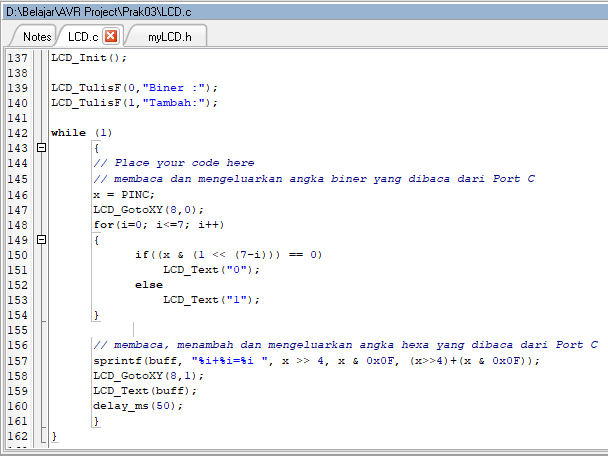 D:\Belajar\AVR Project\Prak03\LCD.c
Notes LCD.c myLCD.h
137 LCD_Init();
138
139 LCD_TulisF(0,"Biner :");
140 LCD_TulisF(1,"Tambah:");
141
142 while (1)
143 {
144 // Place your code here
145 // membaca dan mengeluarkan angka biner yang dibaca dari Port C
146 x = PINC;
147 LCD_GotoXY(8,0);
148 for(i=0; i<=7; i++)
149 {
150 if((x & (1 << (7-i))) == 0)
151 LCD_Text("0");
152 else
153 LCD_Text("1");
154 }
155
156 // membaca, menambah dan mengeluarkan angka hexa yang dibaca dari Port C
157 sprintf(buff, "%i+%i=%i ", x >> 4, x & 0x0F, (x>>4)+(x & 0x0F));
158 LCD_GotoXY(8,1);
159 LCD_Text(buff);
160 delay_ms(50);
161 }
162 }